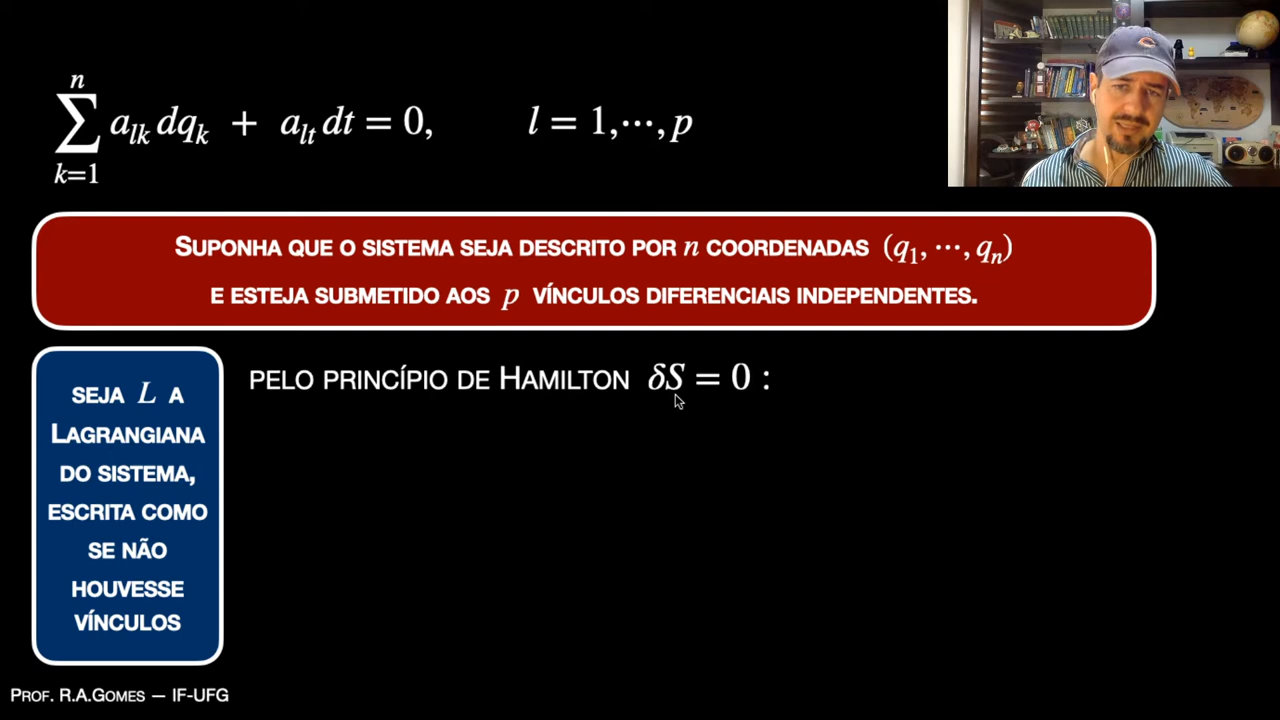 ∑_{k=1}^{n} a_{lk} dq_k + a_{lt} dt = 0, l = 1,⋯, p
Suponha que o sistema seja descrito por n coordenadas (q_1, ⋯, q_n)
e esteja submetido aos p vínculos diferenciais independentes.
seja L a
Lagrangiana
do sistema,
escrita como
se não
houvesse
vínculos
pelo princípio de Hamilton δS = 0 :
Prof. R.A.Gomes — IF-UFG